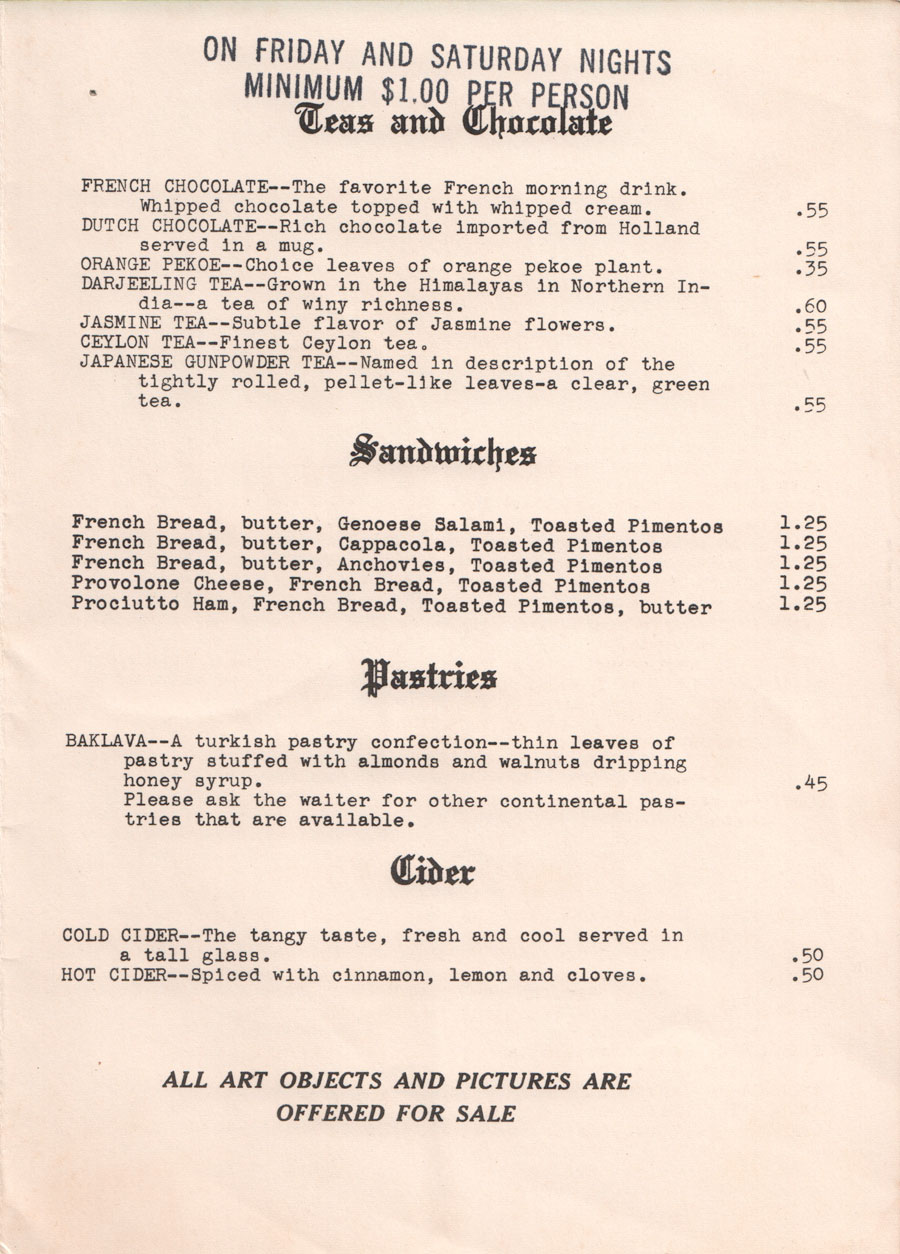 ON FRIDAY AND SATURDAY NIGHTS
MINIMUM $1.00 PER PERSON
Teas and Chocolate
FRENCH CHOCOLATE--The favorite French morning drink.
Whipped chocolate topped with whipped cream. .55
DUTCH CHOCOLATE--Rich chocolate imported from Holland
served in a mug. .55
ORANGE PEKOE--Choice leaves of orange pekoe plant. .35
DARJEELING TEA--Grown in the Himalayas in Northern In-
dia--a tea of winy richness. .60
JASMINE TEA--Subtle flavor of Jasmine flowers. .55
CEYLON TEA--Finest Ceylon tea. .55
JAPANESE GUNPOWDER TEA--Named in description of the
tightly rolled, pellet-like leaves-a clear, green
tea. .55
Sandwiches
French Bread, butter, Genoese Salami, Toasted Pimentos 1.25
French Bread, butter, Cappacola, Toasted Pimentos 1.25
French Bread, butter, Anchovies, Toasted Pimentos 1.25
Provolone Cheese, French Bread, Toasted Pimentos 1.25
Prociutto Ham, French Bread, Toasted Pimentos, butter 1.25
Pastries
BAKLAVA--A turkish pastry confection--thin leaves of
pastry stuffed with almonds and walnuts dripping
honey syrup. .45
Please ask the waiter for other continental pas-
tries that are available.
Cider
COLD CIDER--The tangy taste, fresh and cool served in
a tall glass. .50
HOT CIDER--Spiced with cinnamon, lemon and cloves. .50
ALL ART OBJECTS AND PICTURES ARE
OFFERED FOR SALE